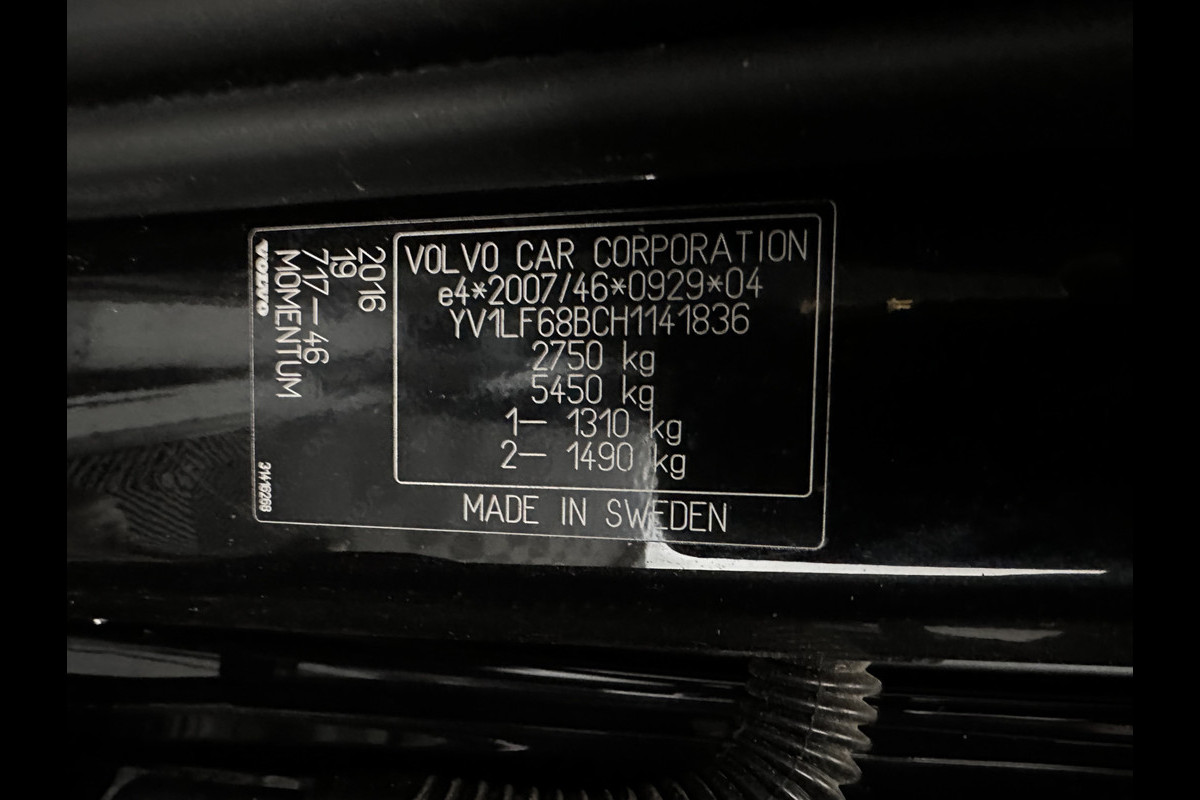 VOLVO CAR CORPORATION
e4*2007/46*0929*04
YV1LF68BCH1141836
2750 kg
5450 kg
1— 1310 kg
2— 1490 kg
MADE IN SWEDEN
2016
19
717—46
MOMENTUM
VOLVO
31416268